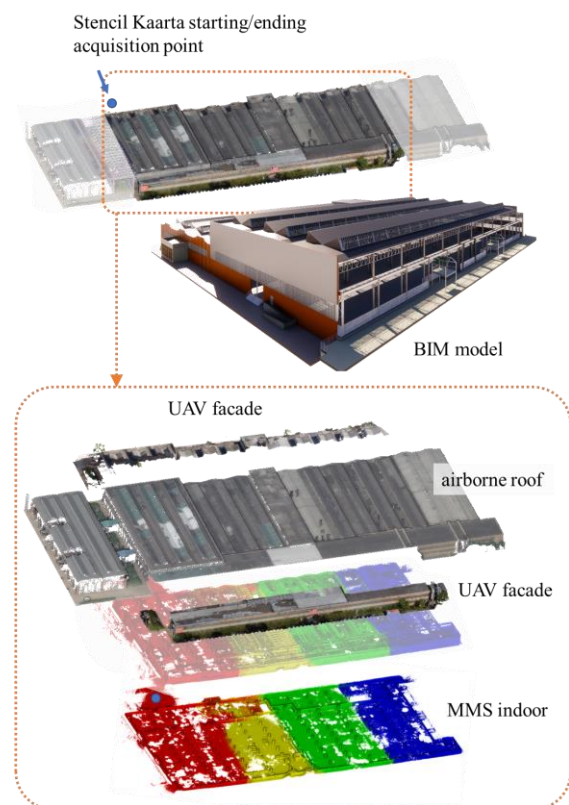 Stencil Kaarta starting/ending
acquisition point
BIM model
UAV facade
airborne roof
UAV facade
MMS indoor